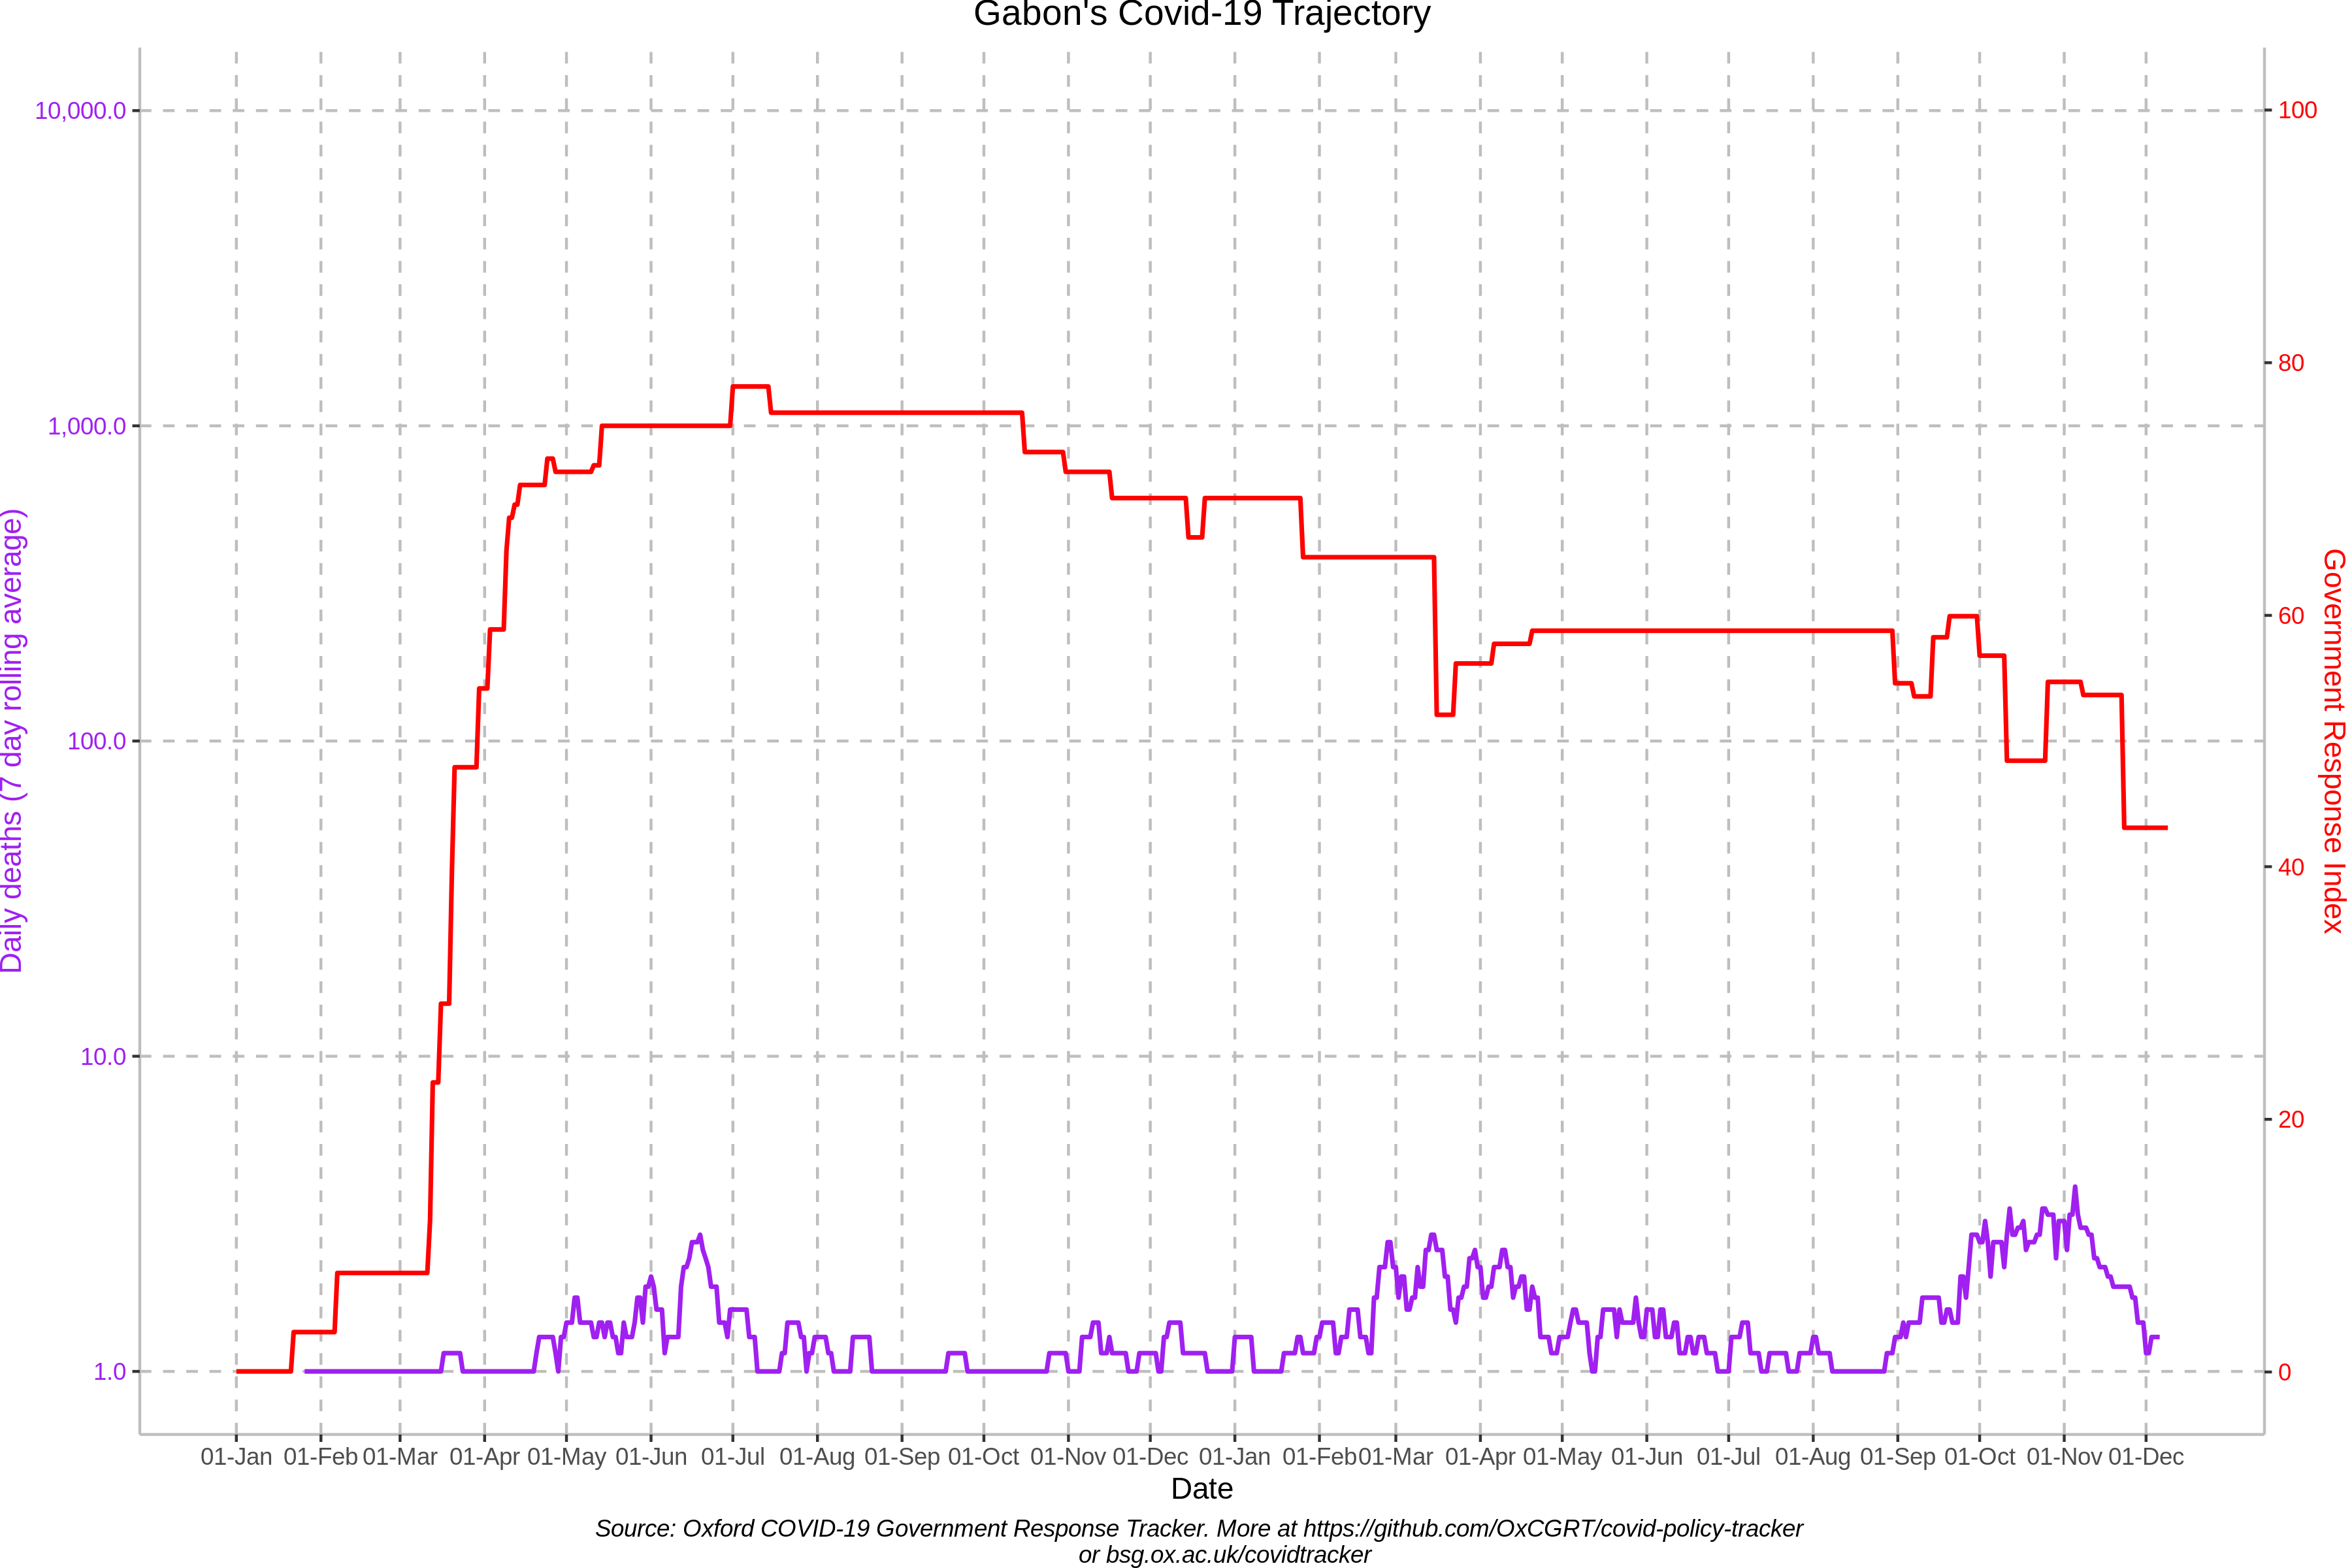 Gabon's Covid-19 Trajectory
10,000.0
1,000.0
100.0
10.0
1.0
Daily deaths (7 day rolling average)
100
80
60
40
20
0
Government Response Index
01-Jan 01-Feb 01-Mar 01-Apr 01-May 01-Jun 01-Jul 01-Aug 01-Sep 01-Oct 01-Nov 01-Dec 01-Jan 01-Feb 01-Mar 01-Apr 01-May 01-Jun 01-Jul 01-Aug 01-Sep 01-Oct 01-Nov 01-Dec
Date
Source: Oxford COVID-19 Government Response Tracker. More at https://github.com/OxCGRT/covid-policy-tracker
or bsg.ox.ac.uk/covidtracker